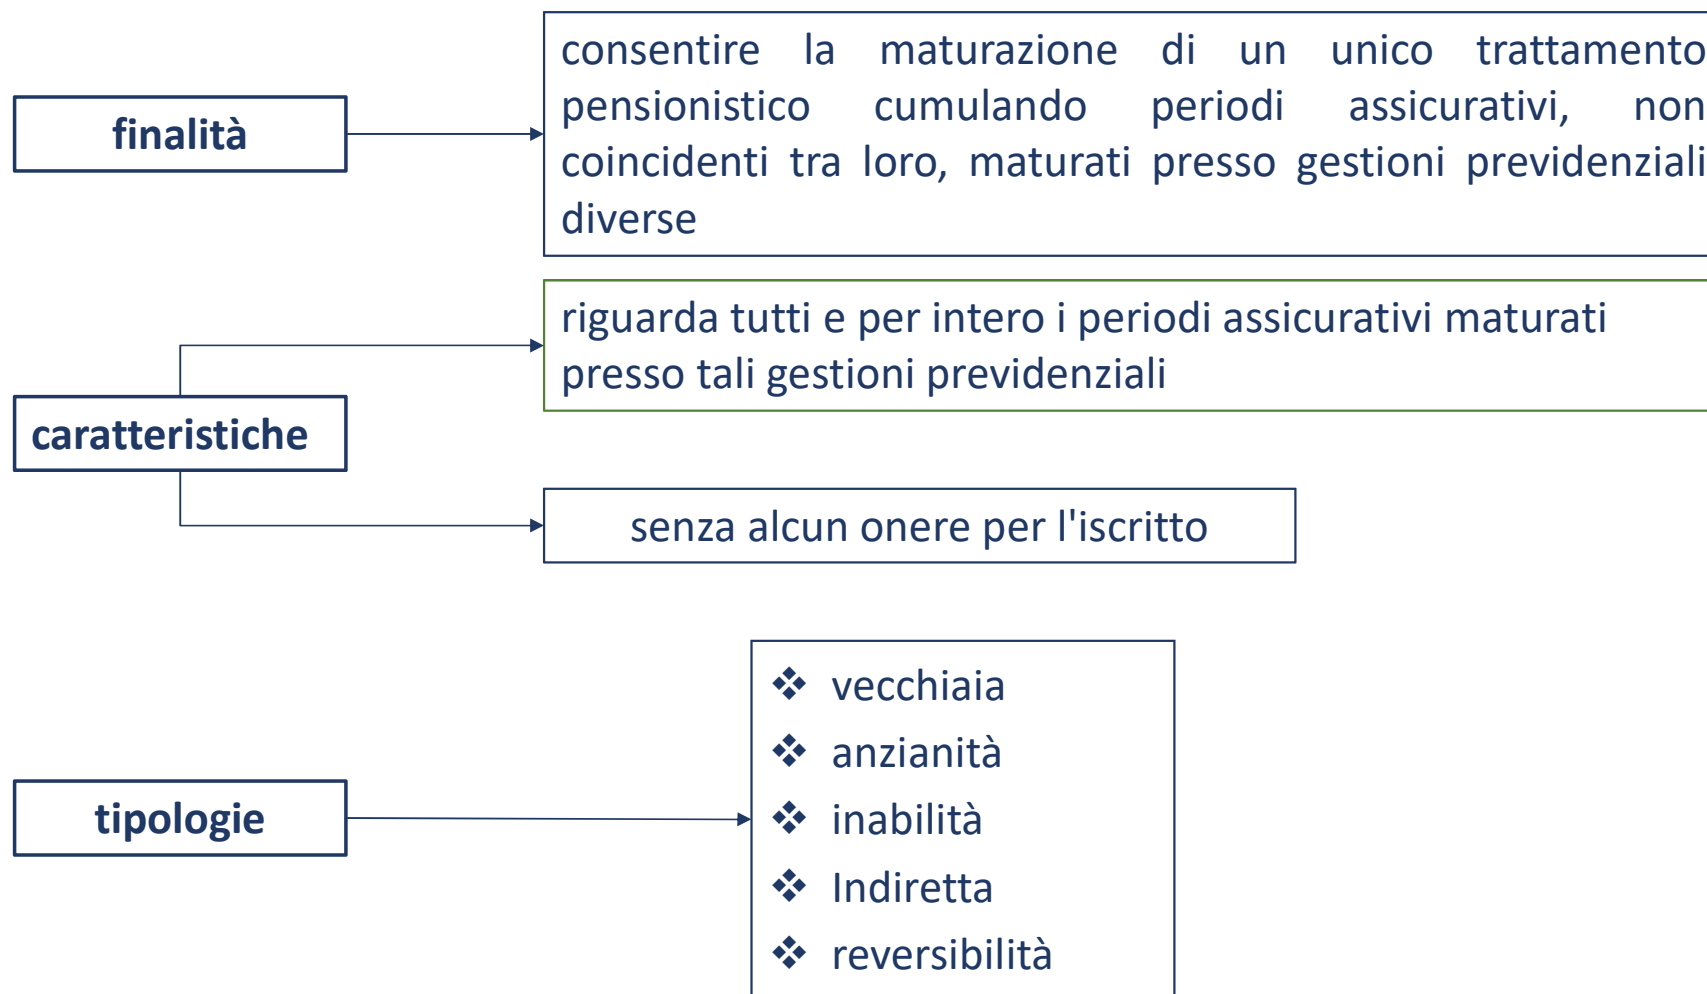 finalità
consentire la maturazione di un unico trattamento
pensionistico cumulando periodi assicurativi, non
coincidenti tra loro, maturati presso gestioni previdenziali
diverse
caratteristiche
riguarda tutti e per intero i periodi assicurativi maturati
presso tali gestioni previdenziali
senza alcun onere per l'iscritto
tipologie
❖ vecchiaia
❖ anzianità
❖ inabilità
❖ Indiretta
❖ reversibilità